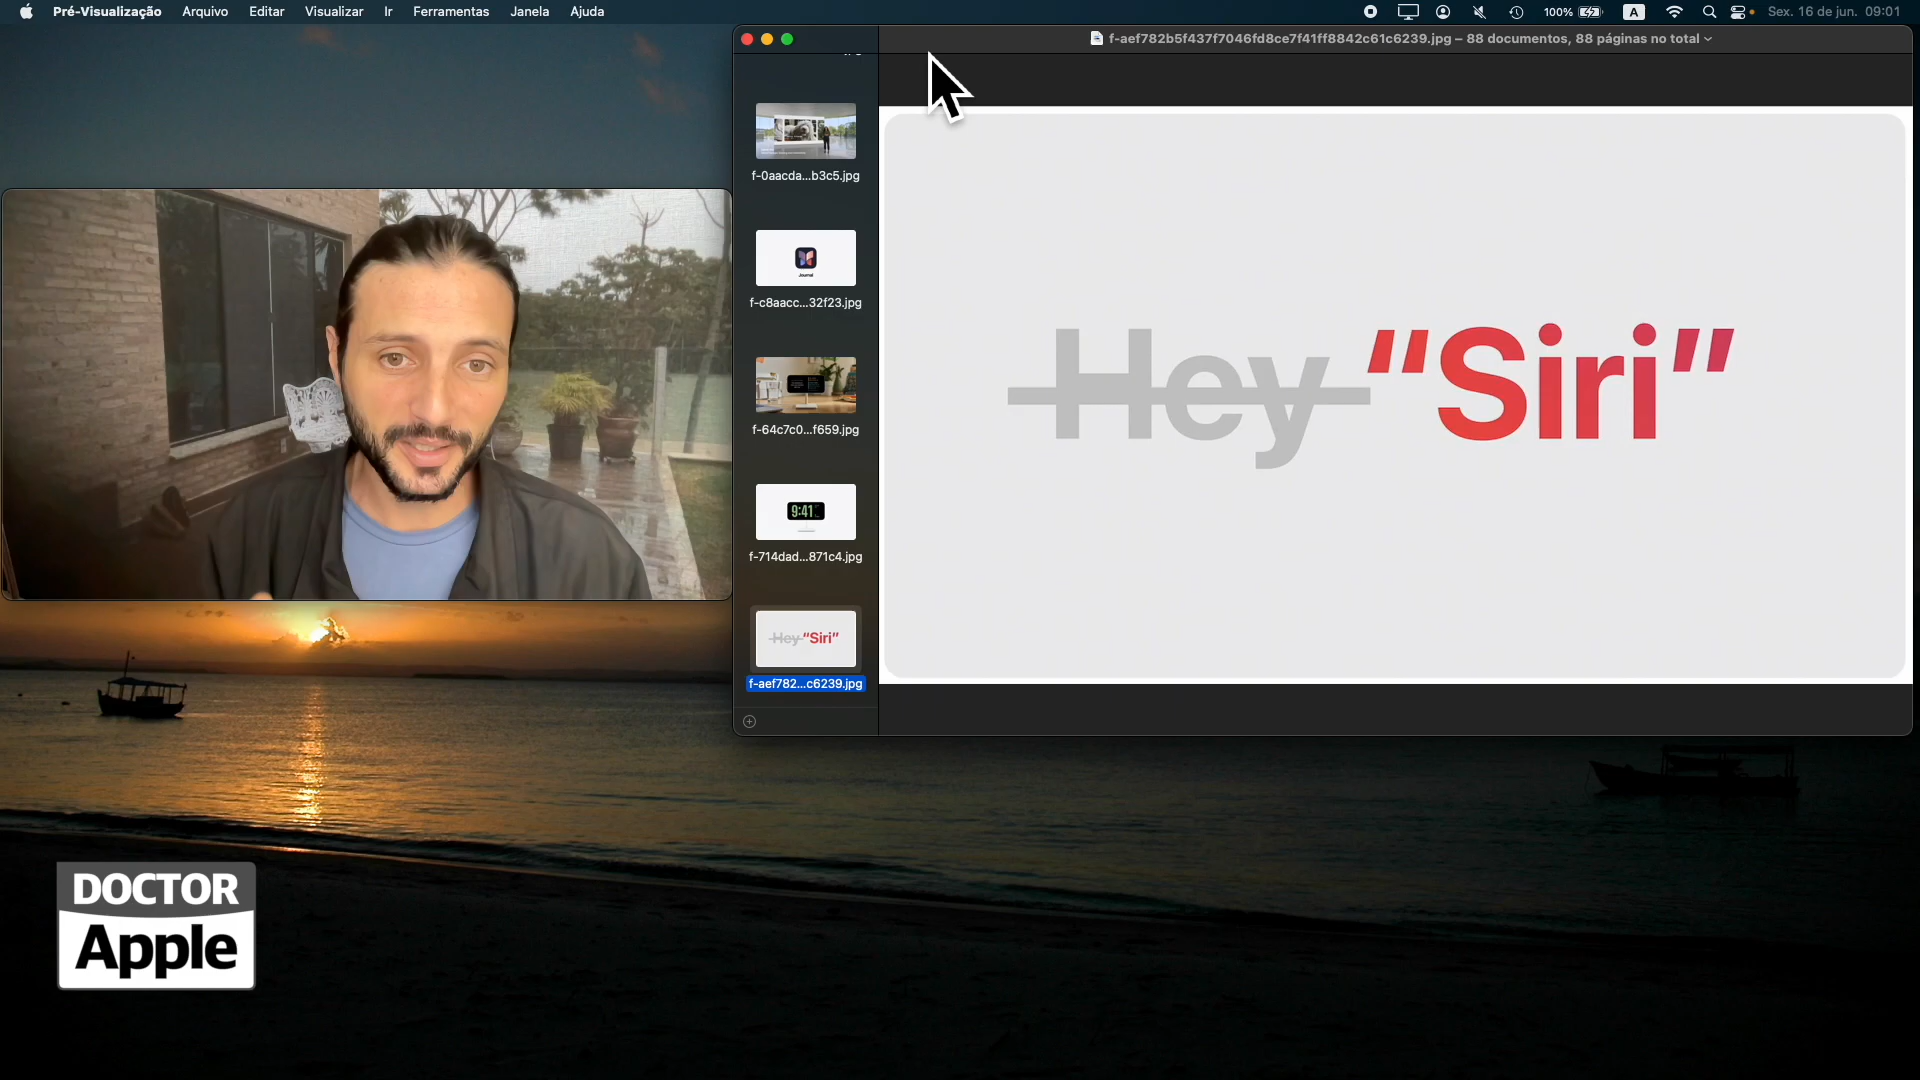 Pré-Visualização Arquivo Editar Visualizar Ir Ferramentas Janela Ajuda
100% A Sex. 16 de jun. 09:01
f-aef782b5f437f7046fd8ce7f41ff8842c61c6239.jpg – 88 documentos, 88 páginas no total
f-0aacda...b3c5.jpg
Journal
f-c8aacc...32f23.jpg
f-64c7c0...f659.jpg
9:41
f-714dad...871c4.jpg
Hey “Siri”
f-aef782...c6239.jpg
Hey “Siri”
DOCTOR
Apple